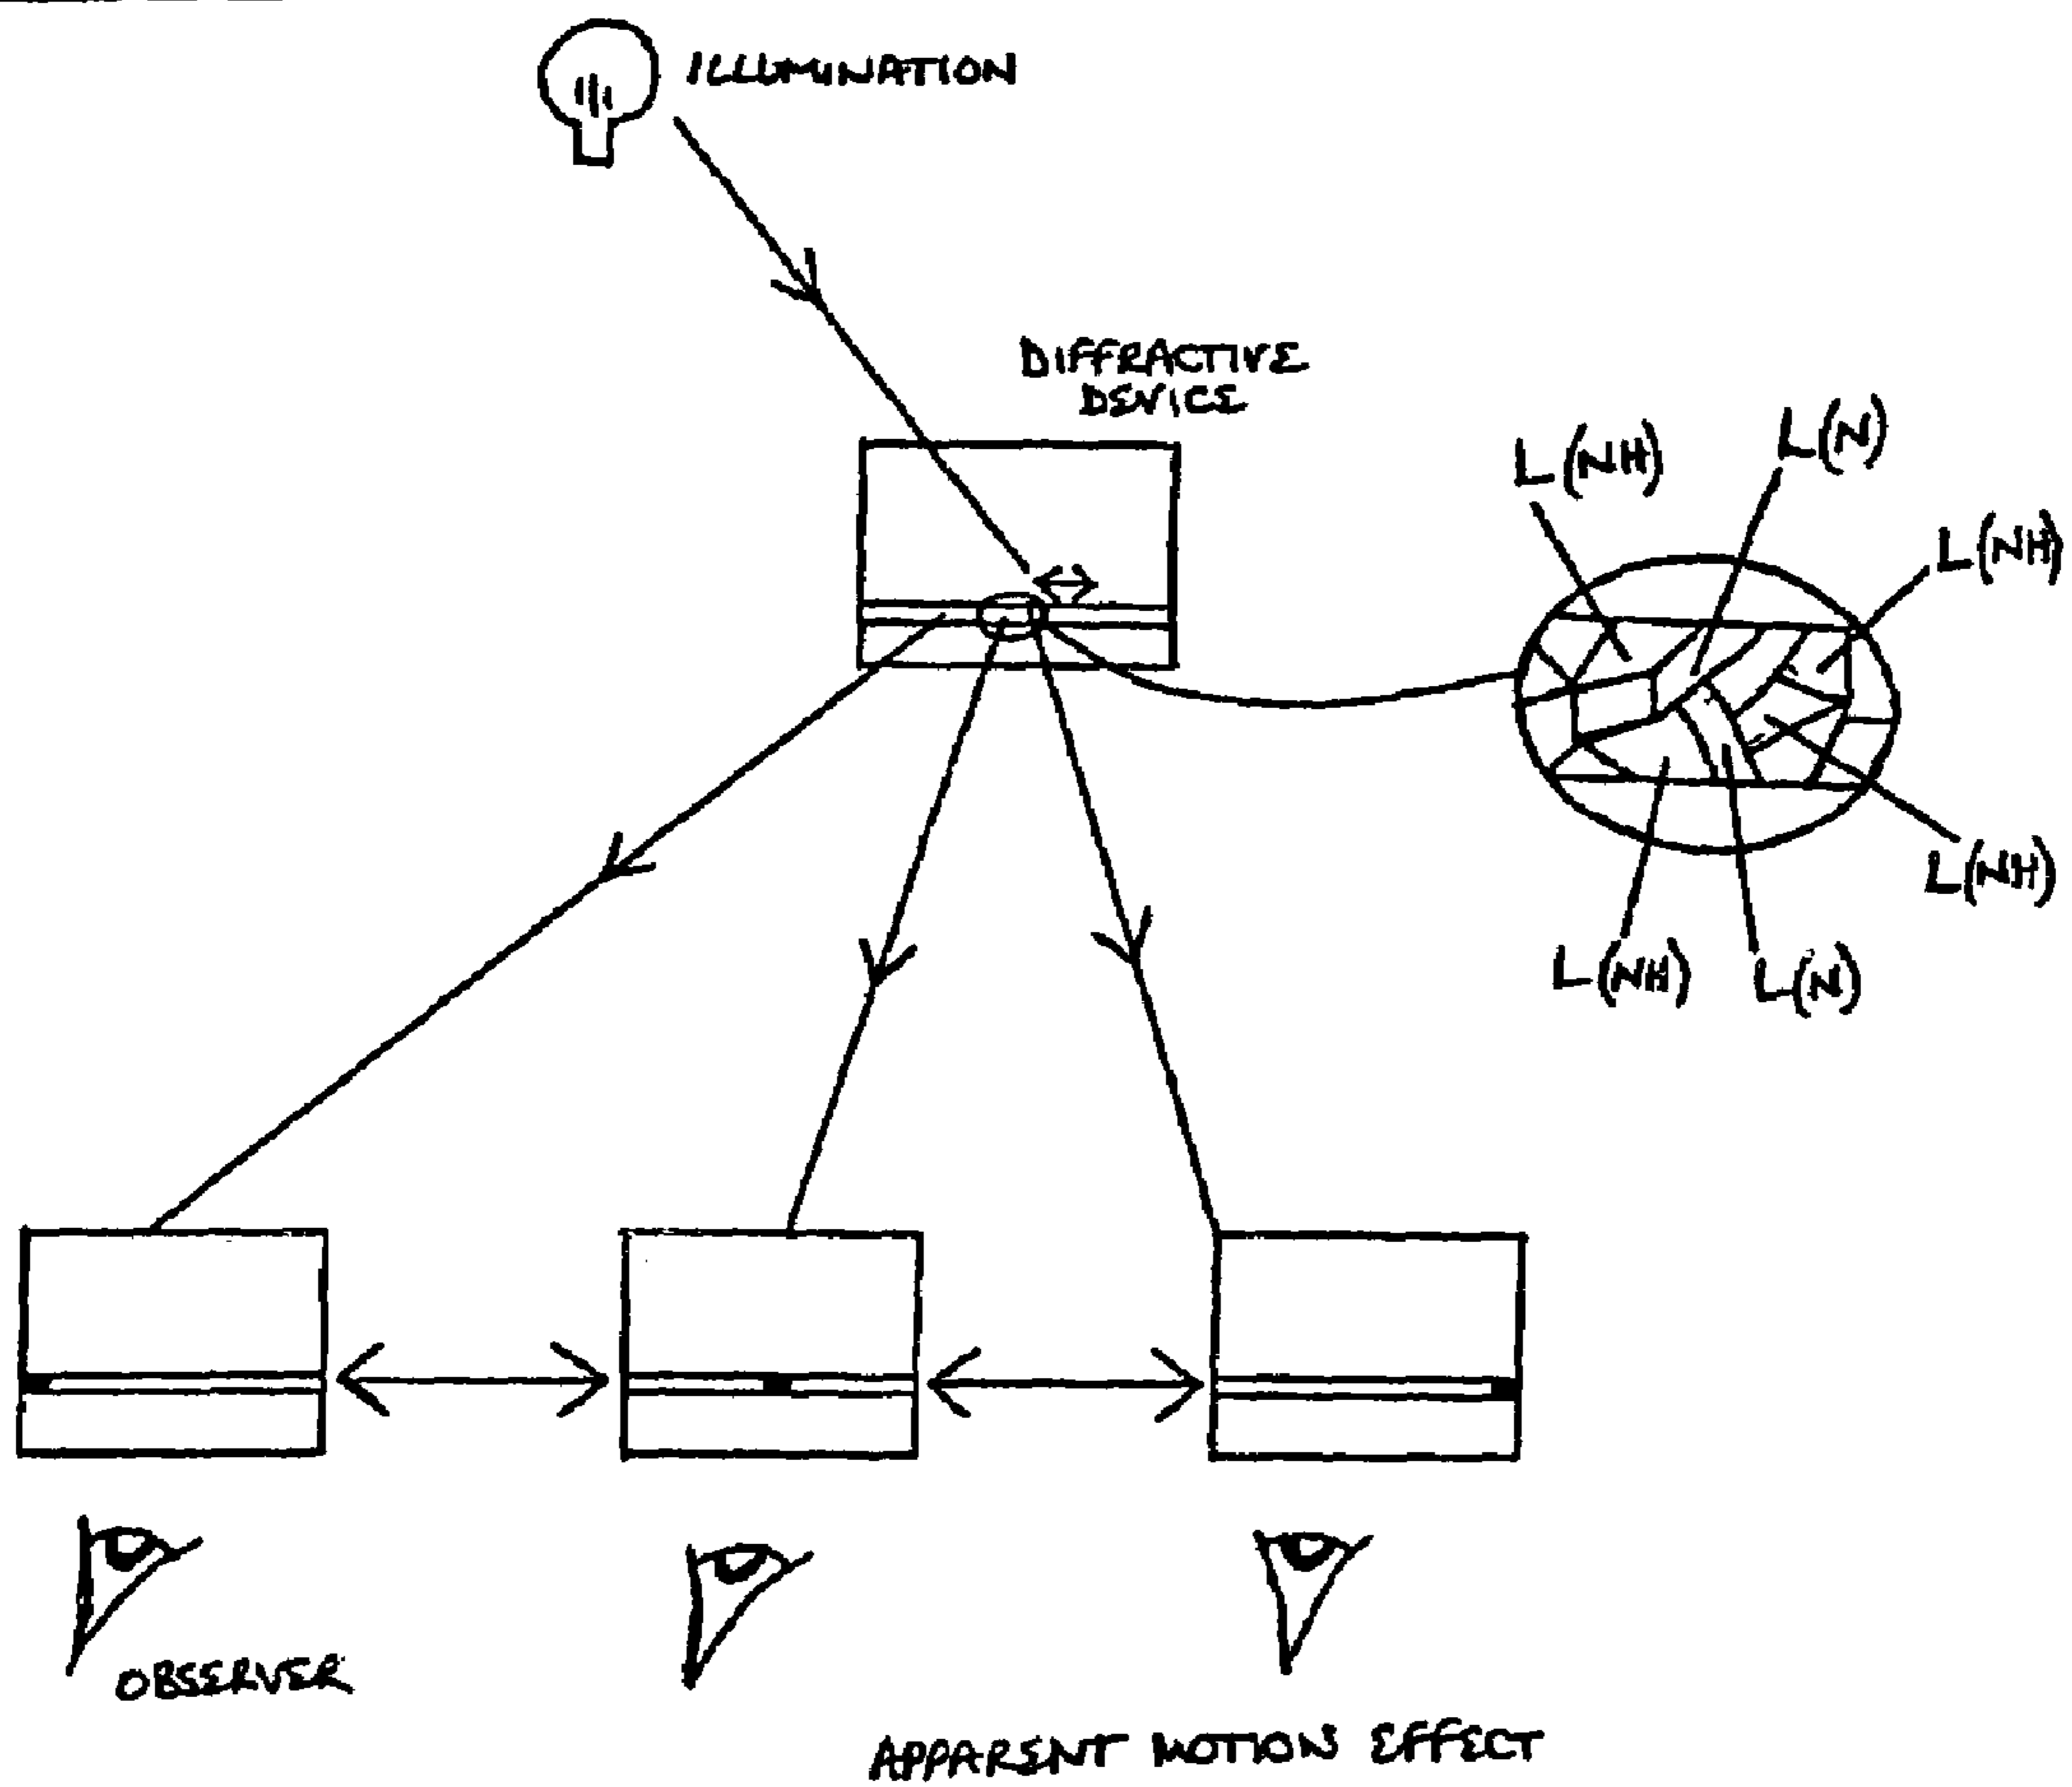 ILLUMINATION
DIFFRACTIVE
DEVICE
L(NH)
L(N)
L(NH)
L(NH)
L(NH)
L(N)
OBSERVER
APPARENT MOTION EFFECT